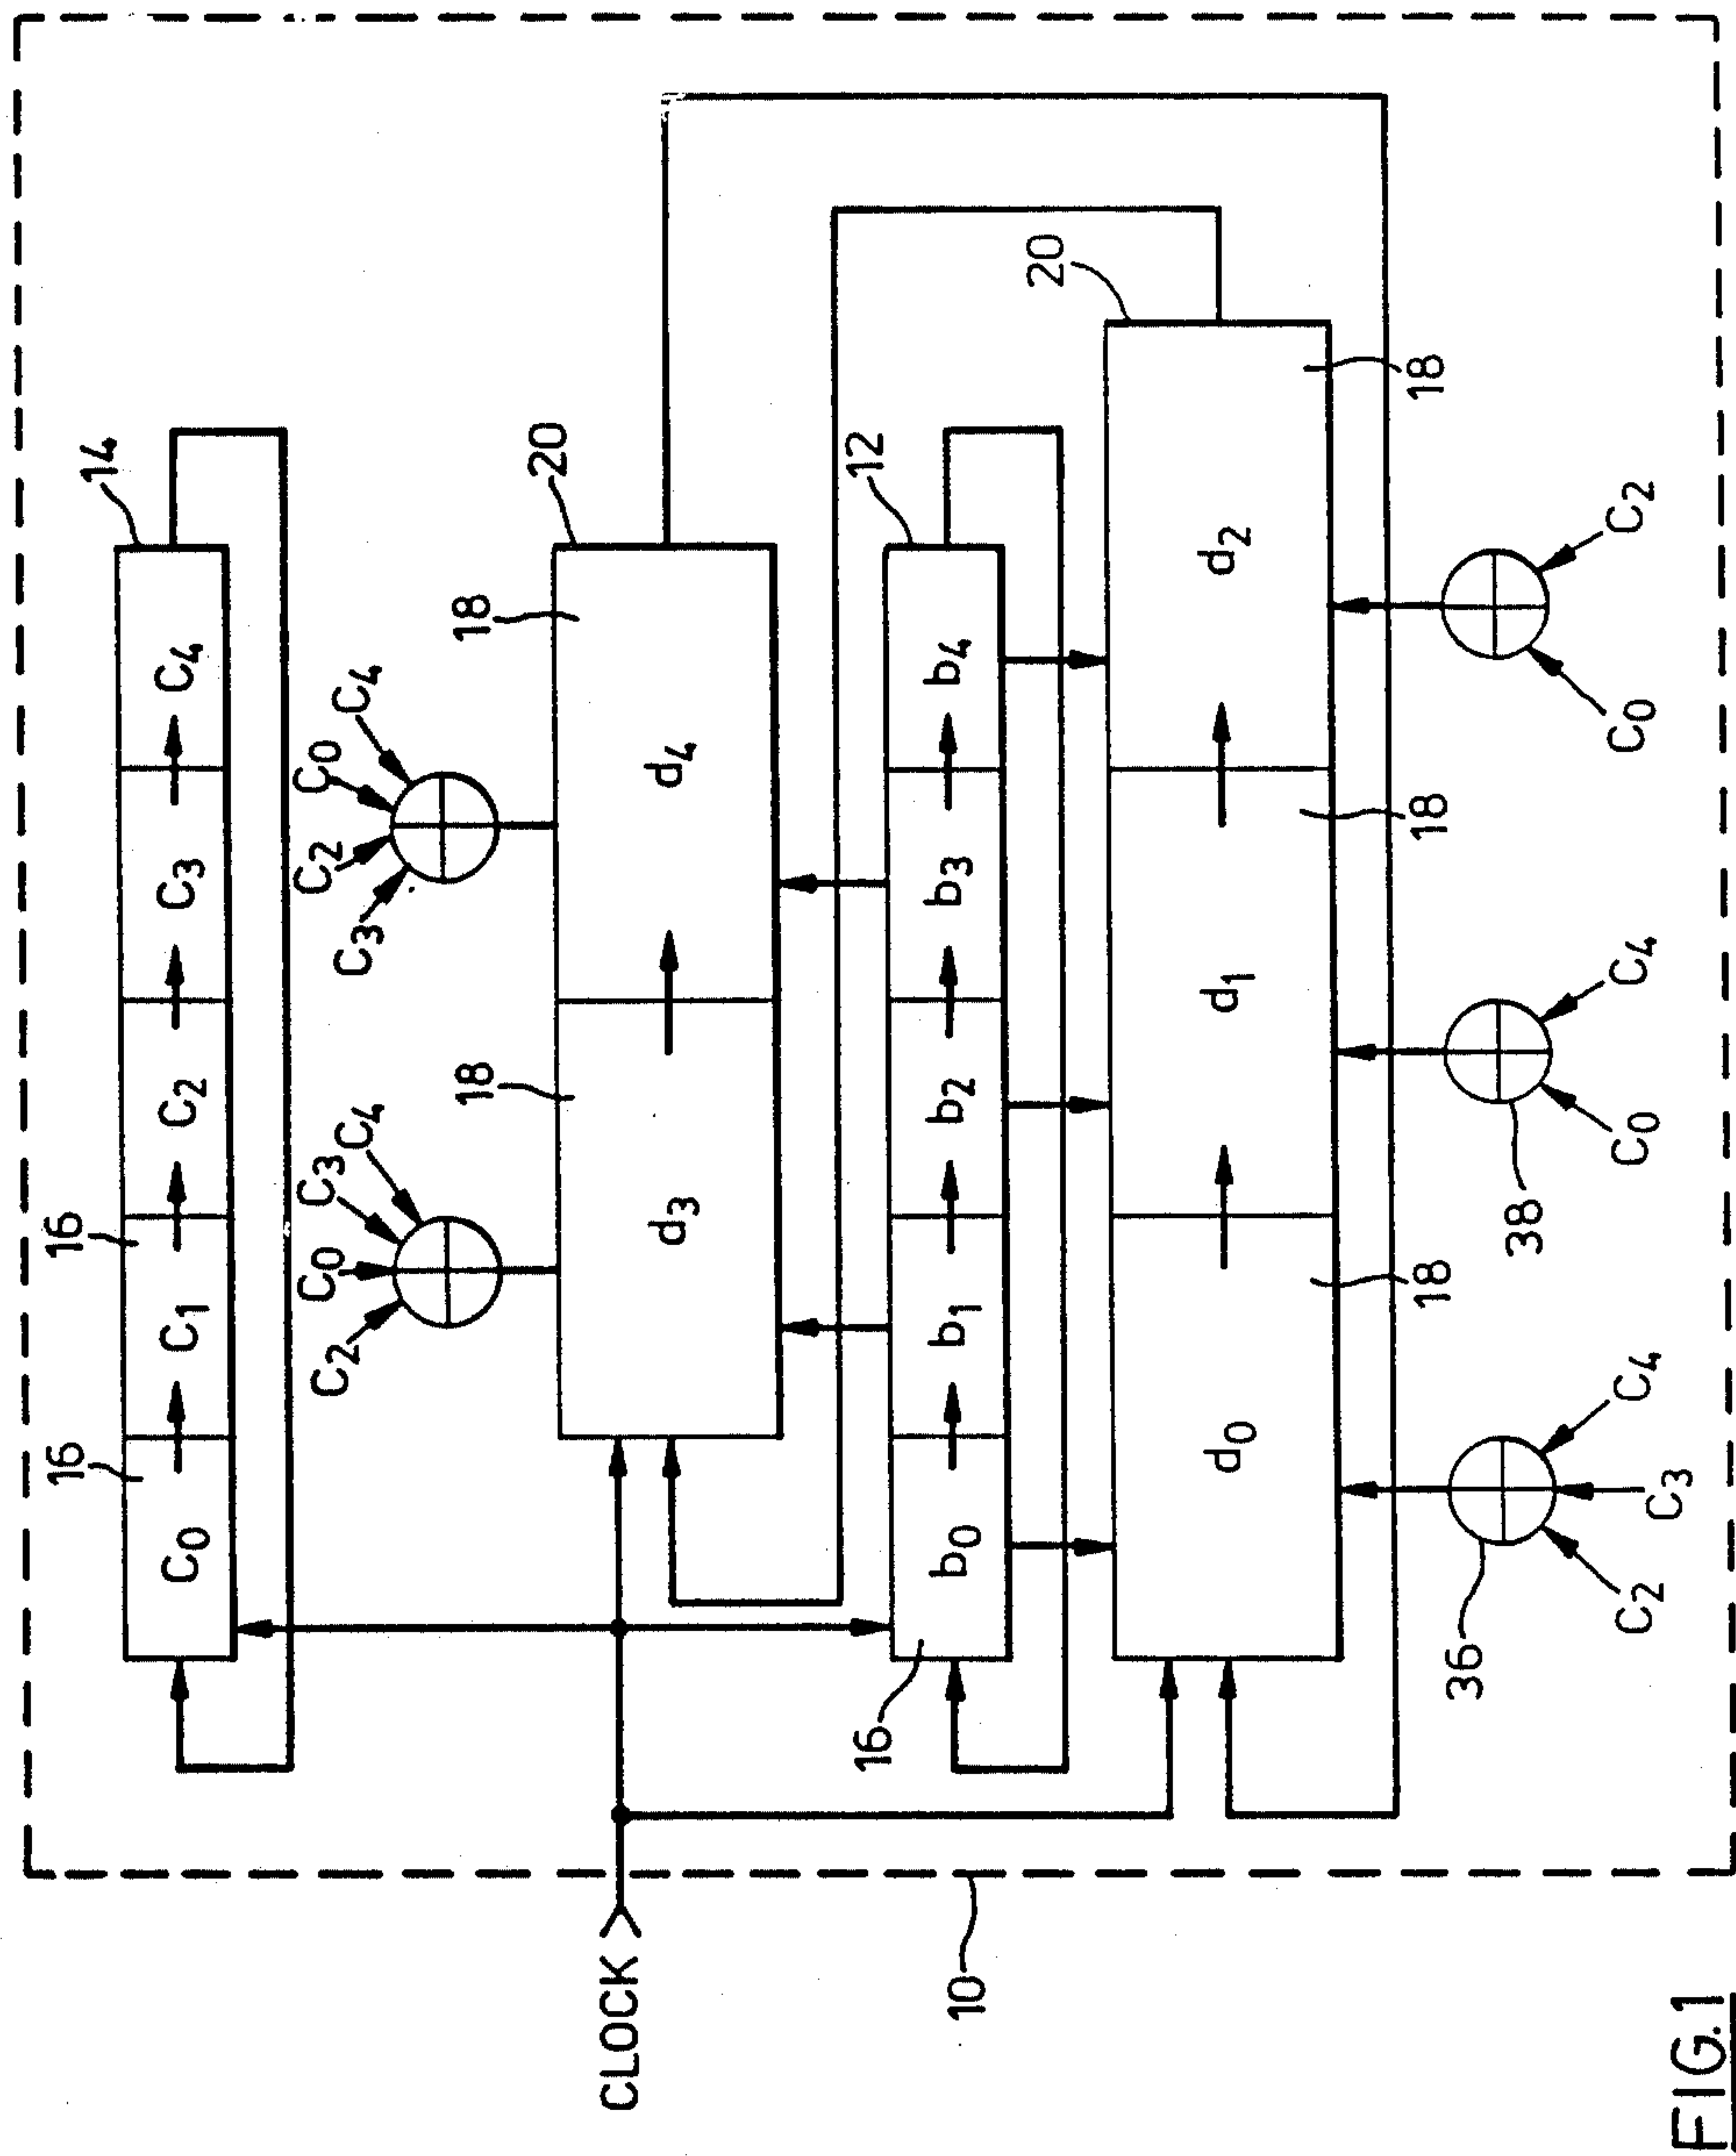 16 16 14
C0 C1 C2 C3 C4
C2 C0 C3 C4
C3 C2 C0 C4
18 18 20
CLOCK
d3 d4
16 12
b0 b1 b2 b3 b4
10
20
d0 d1 d2
18 18 18
36 38
C2 C3 C4
C0 C4
C0 C2
FIG.1